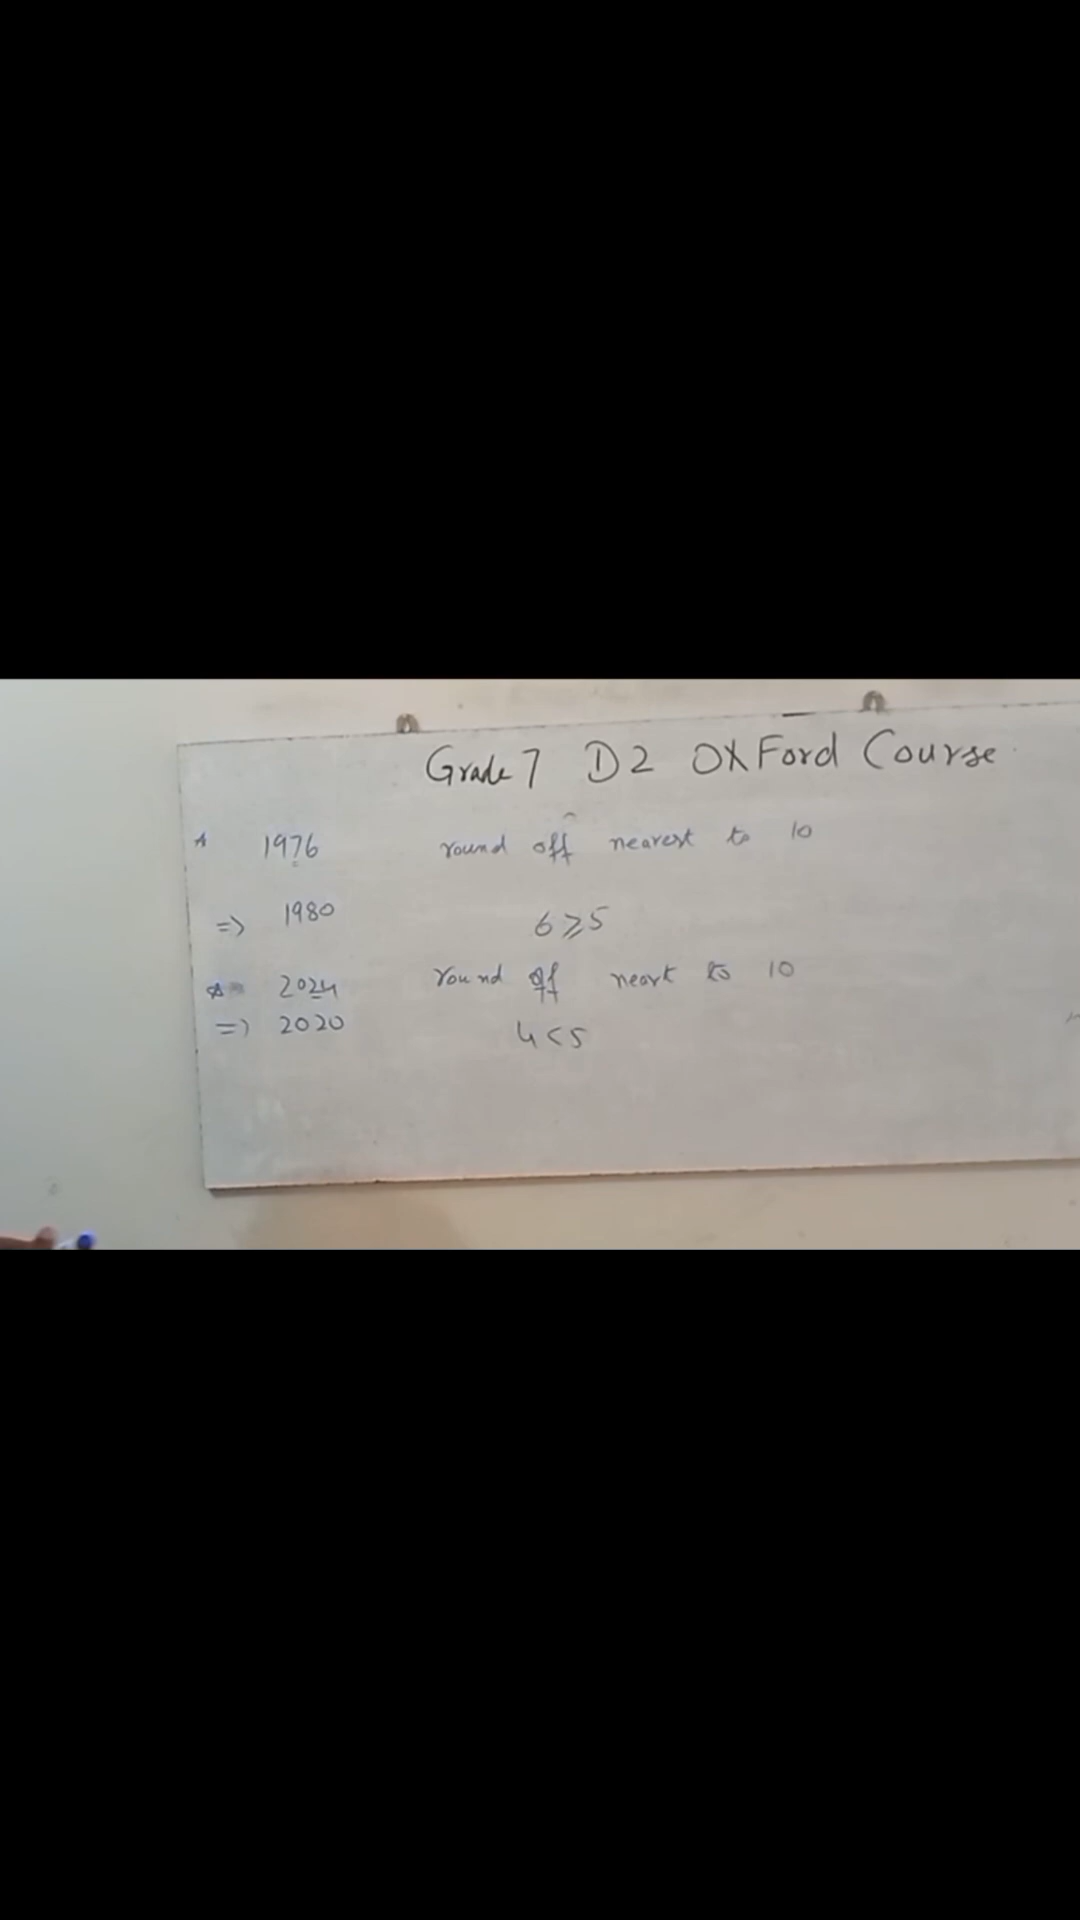 Grade 7 D2 OXFord Course
* 1976 round off nearest to 10
=> 1980 6 ⩾ 5
* 2024 round off neart to 10
=> 2020 4 < 5